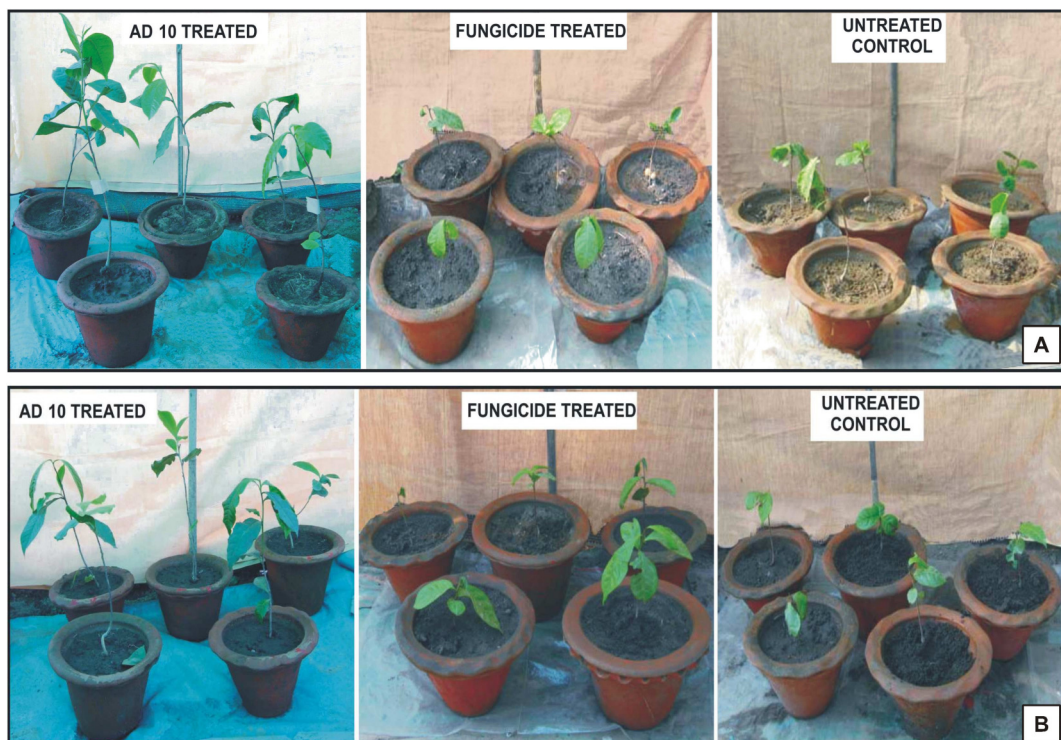 AD 10 TREATED
FUNGICIDE TREATED
UNTREATED
CONTROL
A
AD 10 TREATED
FUNGICIDE TREATED
UNTREATED
CONTROL
B